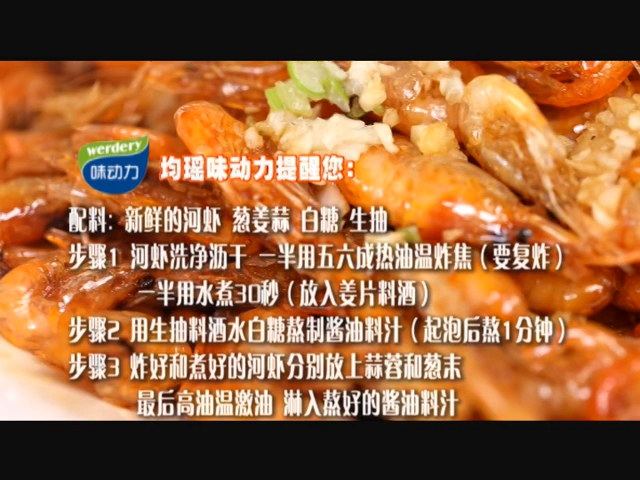 werdery
味动力
均瑶味动力提醒您：
配料：新鲜的河虾 葱姜蒜 白糖 生抽
步骤1 河虾洗净沥干 一半用五六成热油温炸焦（要复炸）
一半用水煮30秒（放入姜片料酒）
步骤2 用生抽料酒水白糖熬制酱油料汁（起泡后熬1分钟）
步骤3 炸好和煮好的河虾分别放上蒜蓉和葱末
最后高油温激油 淋入熬好的酱油料汁